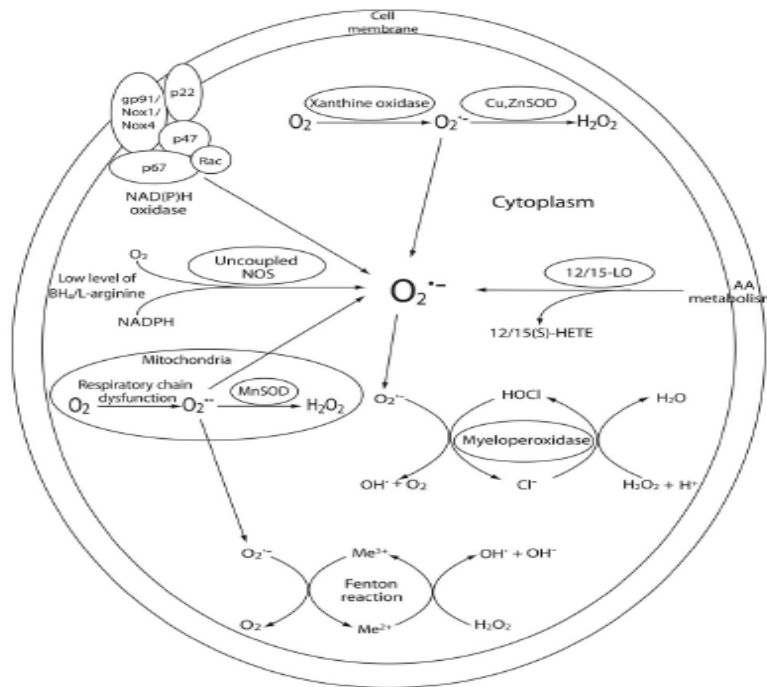 Cell
membrane
gp91/
Nox1/
Nox4
p22
p47
p67
Rac
NAD(P)H
oxidase
Xanthine oxidase
Cu,ZnSOD
O₂
O₂•−
H₂O₂
Cytoplasm
O₂
Uncoupled
NOS
Low level of
BH₄/L-arginine
NADPH
O₂•−
12/15-LO
AA
metabolism
12/15(S)-HETE
Mitochondria
Respiratory chain
dysfunction
MnSOD
O₂
O₂•−
H₂O₂
O₂•−
HOCl
H₂O
Myeloperoxidase
OH• + O₂
Cl⁻
H₂O₂ + H⁺
O₂•−
Me³⁺
OH• + OH⁻
Fenton
reaction
O₂
Me²⁺
H₂O₂